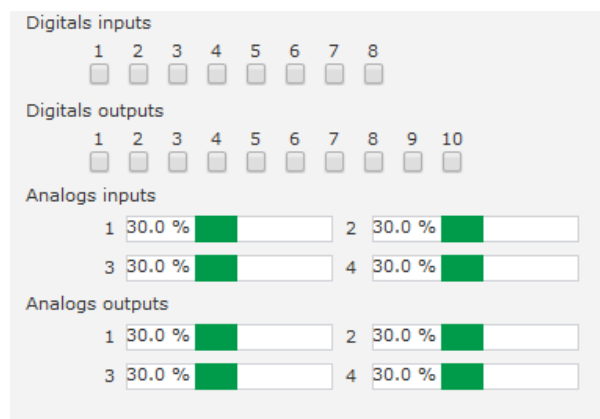 Digitals inputs
1 2 3 4 5 6 7 8
Digitals outputs
1 2 3 4 5 6 7 8 9 10
Analogs inputs
1 30.0 % 2 30.0 %
3 30.0 % 4 30.0 %
Analogs outputs
1 30.0 % 2 30.0 %
3 30.0 % 4 30.0 %